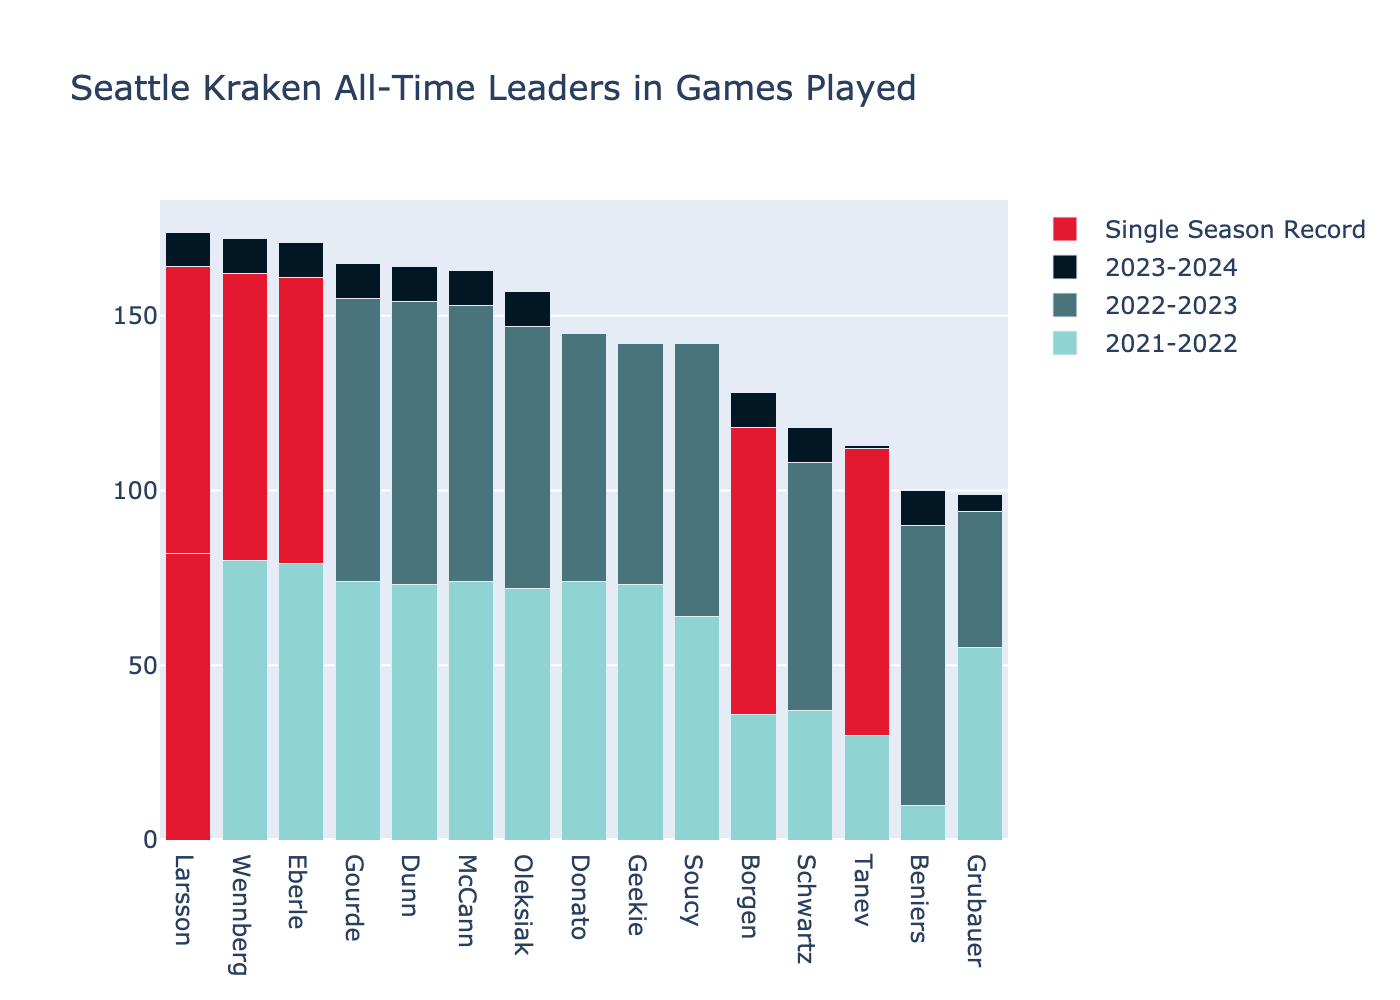 Seattle Kraken All-Time Leaders in Games Played
Single Season Record
2023-2024
2022-2023
2021-2022
150
100
50
0
Larsson
Wennberg
Eberle
Gourde
Dunn
McCann
Oleksiak
Donato
Geekie
Soucy
Borgen
Schwartz
Tanev
Beniers
Grubauer